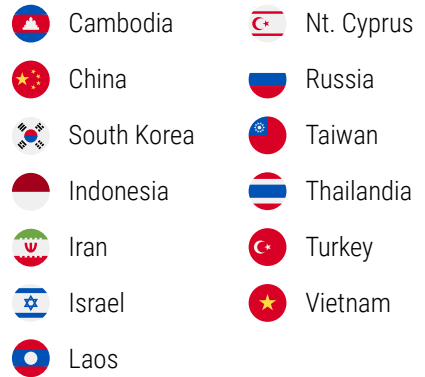 Cambodia
China
South Korea
Indonesia
Iran
Israel
Laos
Nt. Cyprus
Russia
Taiwan
Thailandia
Turkey
Vietnam